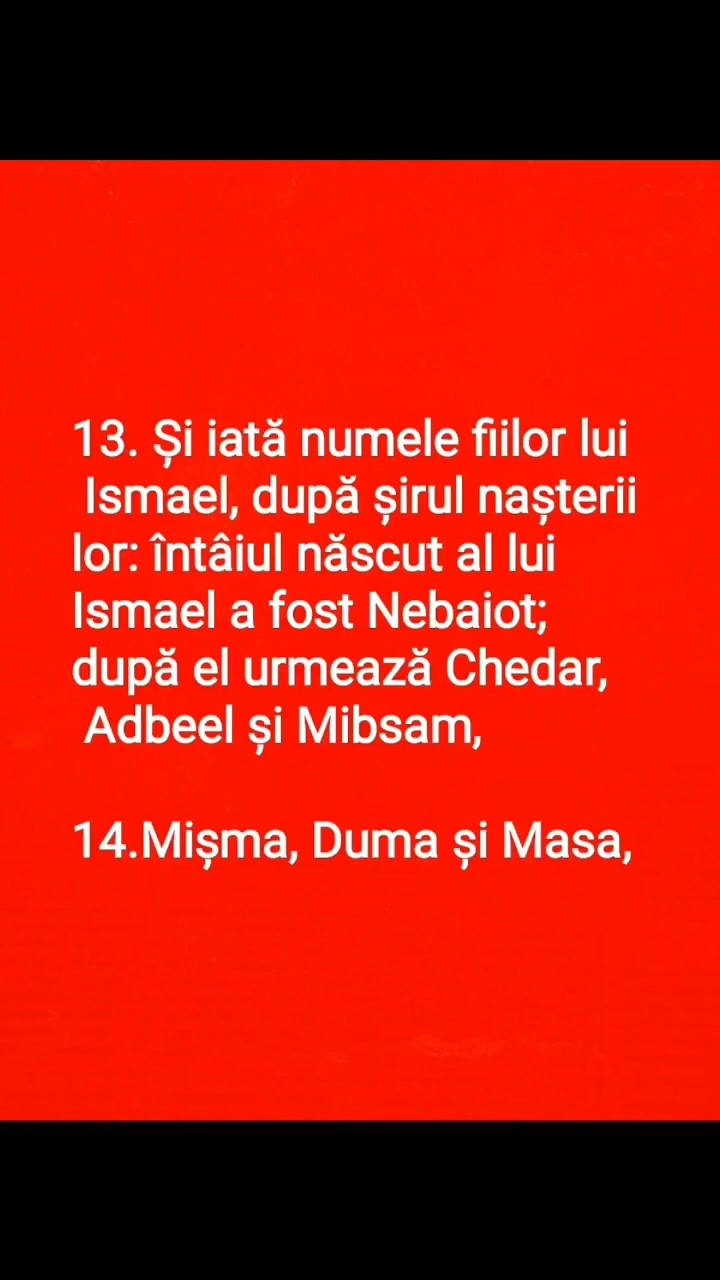 13. Și iată numele fiilor lui
Ismael, după șirul nașterii
lor: întâiul născut al lui
Ismael a fost Nebaiot;
după el urmează Chedar,
Adbeel și Mibsam,
14.Mișma, Duma și Masa,